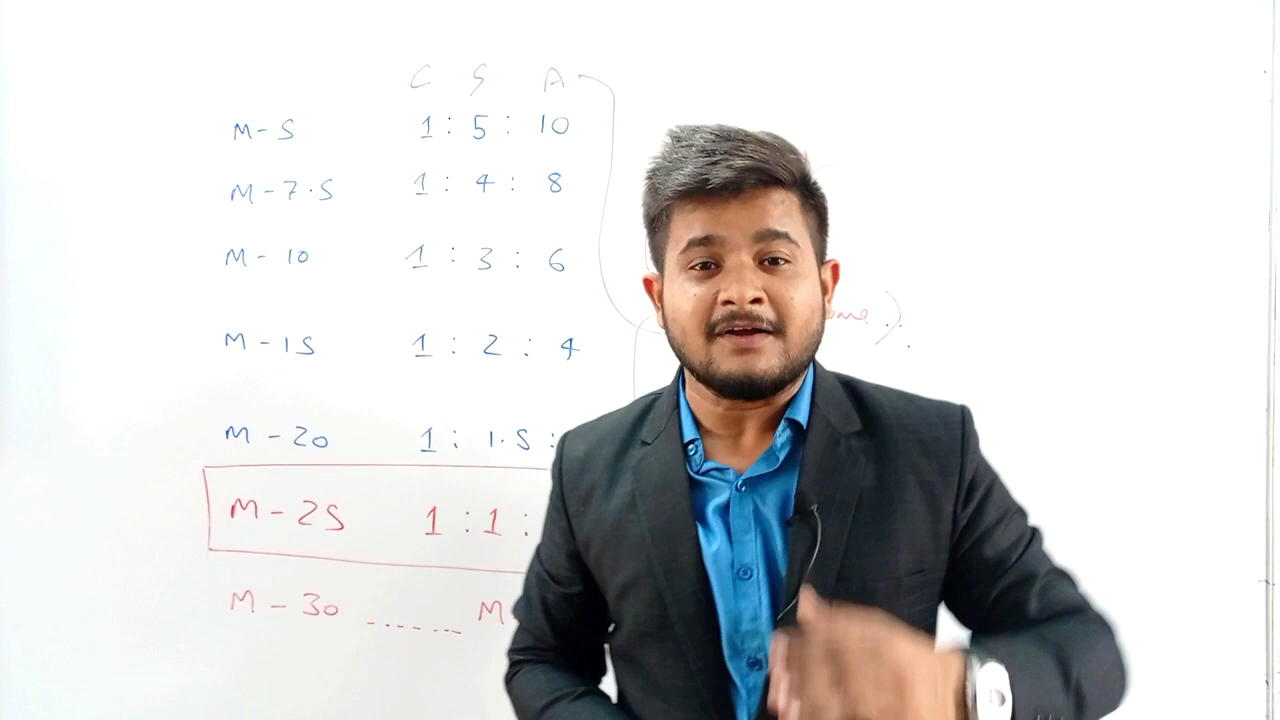 C S A
M - 5 1 : 5 : 10
M - 7.5 1 : 4 : 8
M - 10 1 : 3 : 6
M - 15 1 : 2 : 4
M - 20 1 : 1.5 :
M - 25 1 : 1 :
M - 30 ....... M